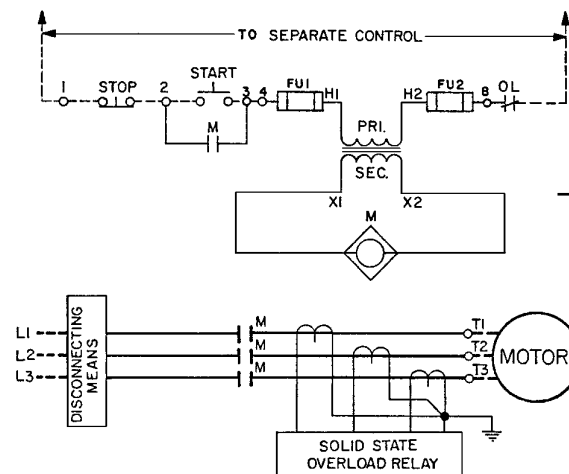 TO SEPARATE CONTROL
1 STOP 2 START 3 4 FU1 H1 H2 FU2 8 OL
M
PRI.
SEC.
X1 X2
M
L1 M T1
L2 M T2
L3 M T3
DISCONNECTING
MEANS
MOTOR
SOLID STATE
OVERLOAD RELAY